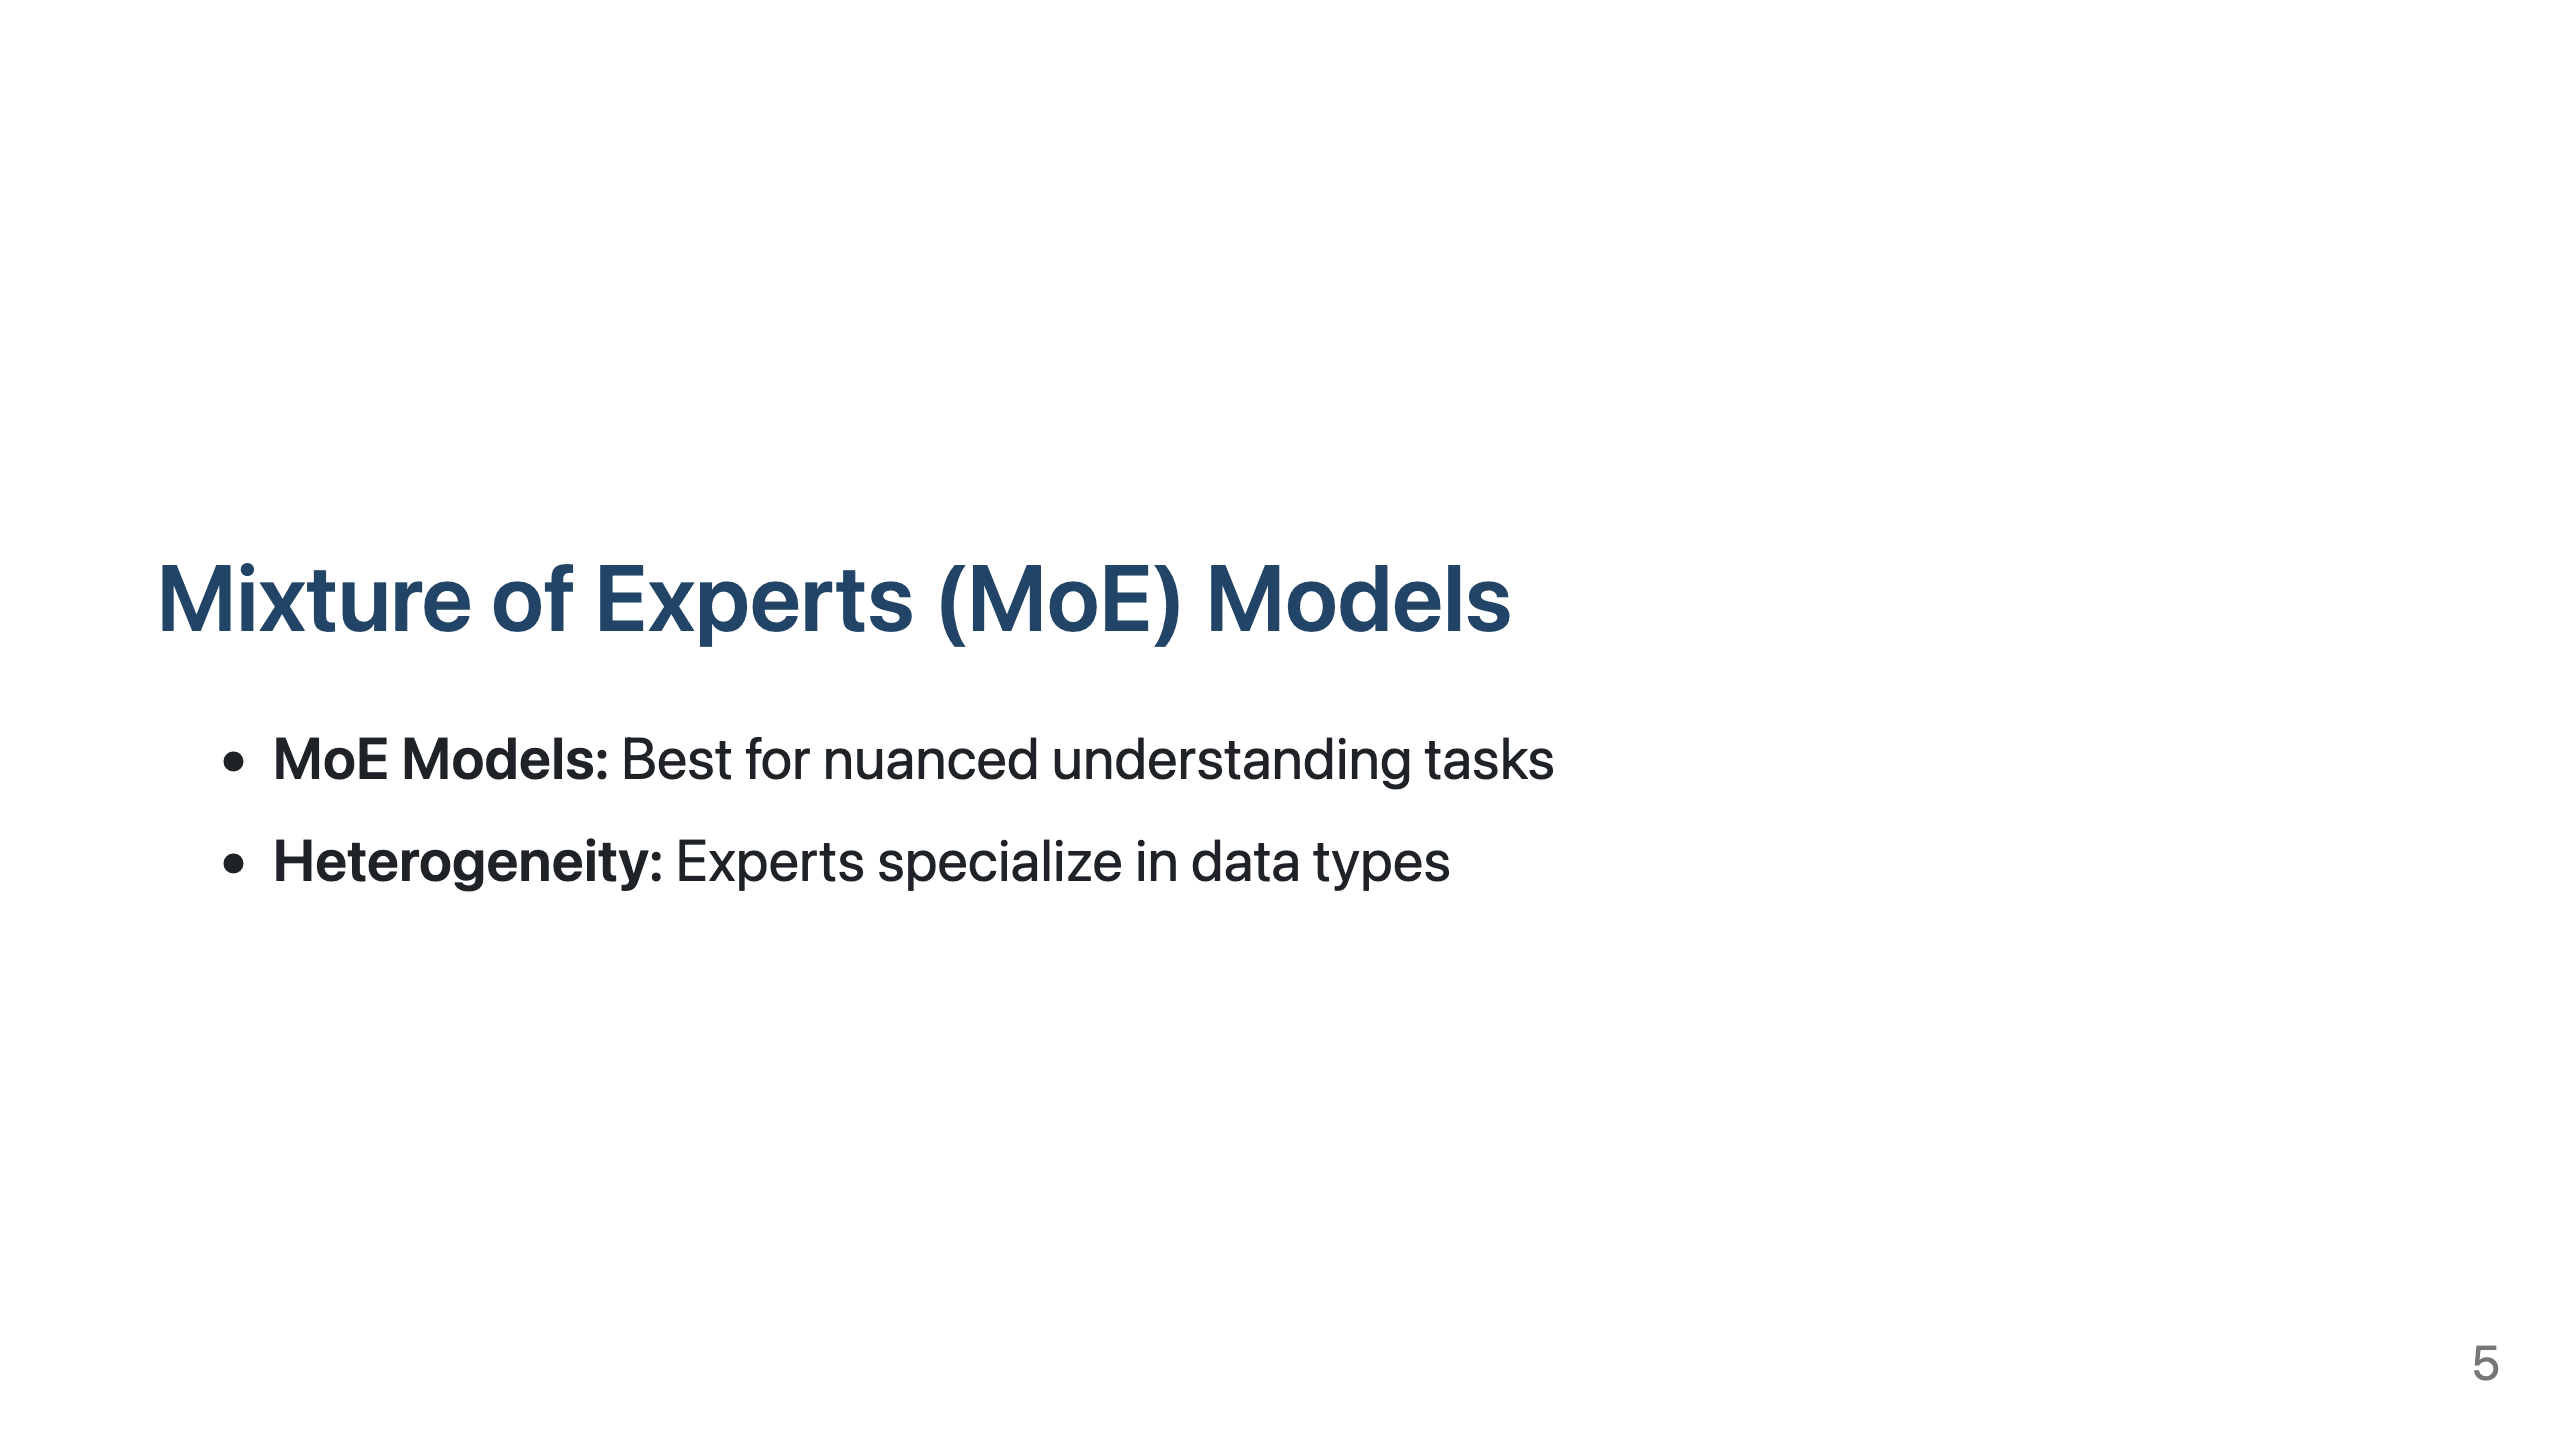 Mixture of Experts (MoE) Models
• MoE Models: Best for nuanced understanding tasks
• Heterogeneity: Experts specialize in data types
5